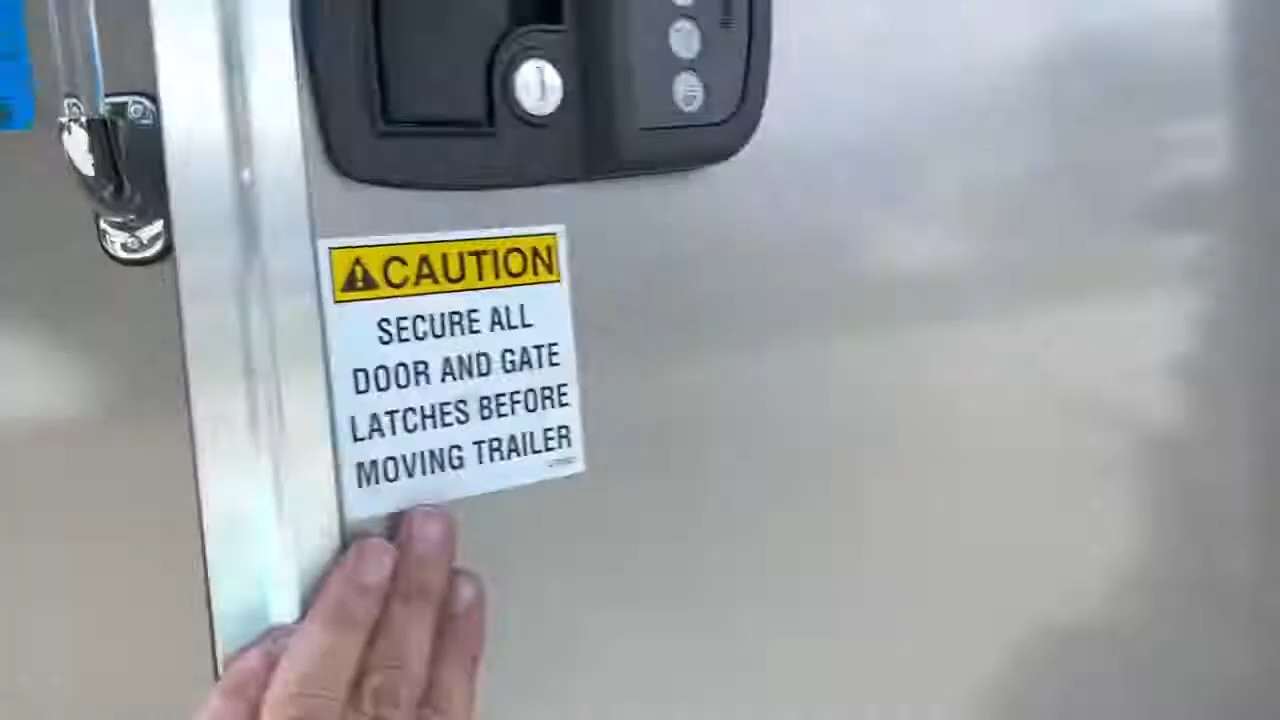 CAUTION
SECURE ALL
DOOR AND GATE
LATCHES BEFORE
MOVING TRAILER